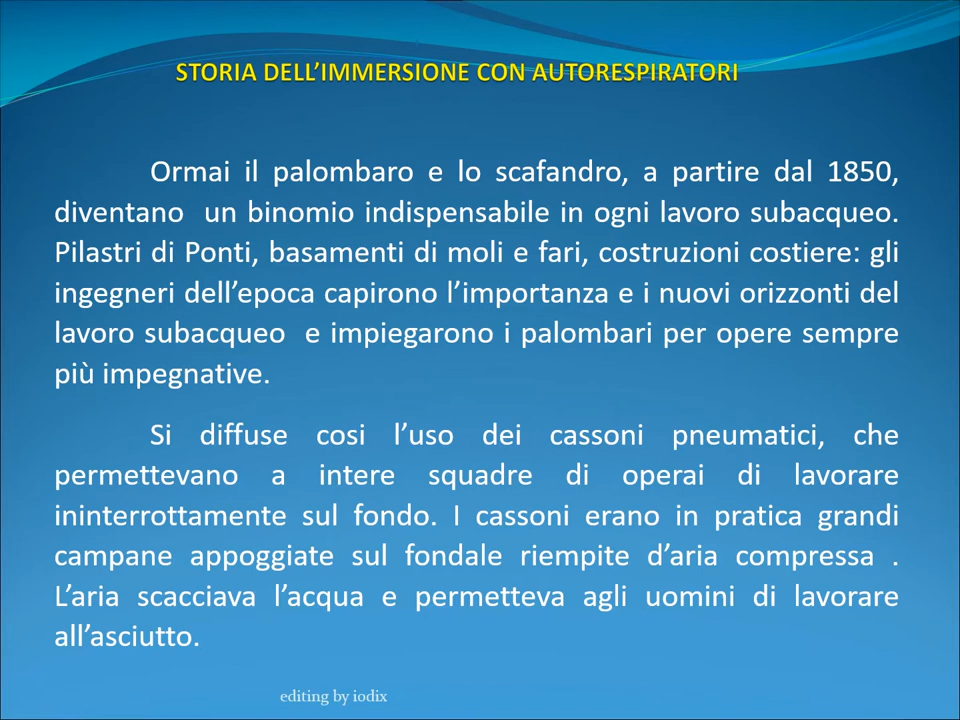 STORIA DELL’IMMERSIONE CON AUTORESPIRATORI
Ormai il palombaro e lo scafandro, a partire dal 1850,
diventano un binomio indispensabile in ogni lavoro subacqueo.
Pilastri di Ponti, basamenti di moli e fari, costruzioni costiere: gli
ingegneri dell’epoca capirono l’importanza e i nuovi orizzonti del
lavoro subacqueo e impiegarono i palombari per opere sempre
più impegnative.
Si diffuse cosi l’uso dei cassoni pneumatici, che
permettevano a intere squadre di operai di lavorare
ininterrottamente sul fondo. I cassoni erano in pratica grandi
campane appoggiate sul fondale riempite d’aria compressa .
L’aria scacciava l’acqua e permetteva agli uomini di lavorare
all’asciutto.
editing by iodix